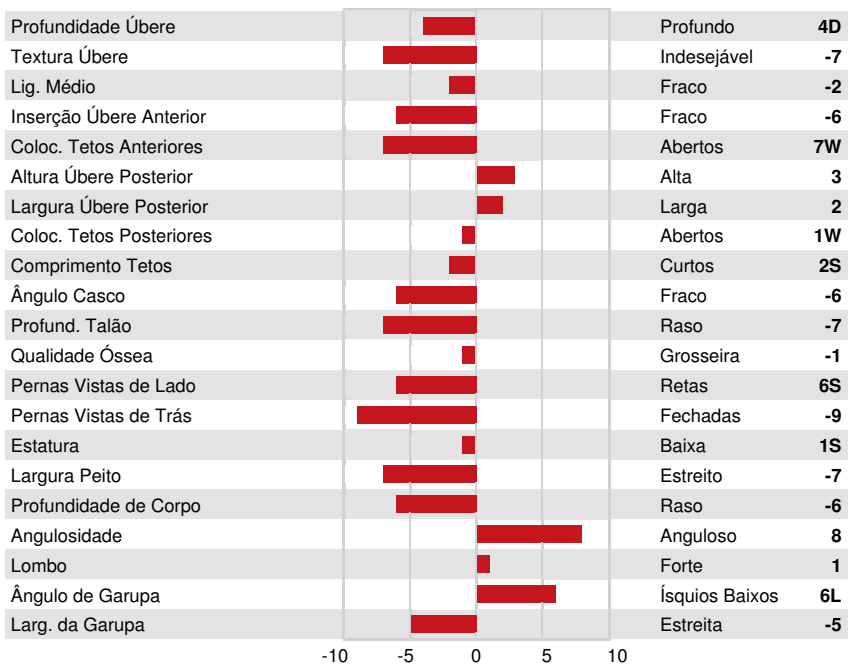 Profundidade Úbere Profundo 4D
Textura Úbere Indesejável -7
Lig. Médio Fraco -2
Inserção Úbere Anterior Fraco -6
Coloc. Tetos Anteriores Abertos 7W
Altura Úbere Posterior Alta 3
Largura Úbere Posterior Larga 2
Coloc. Tetos Posteriores Abertos 1W
Comprimento Tetos Curtos 2S
Ângulo Casco Fraco -6
Profund. Talão Raso -7
Qualidade Óssea Grosseira -1
Pernas Vistas de Lado Retas 6S
Pernas Vistas de Trás Fechadas -9
Estatura Baixa 1S
Largura Peito Estreito -7
Profundidade de Corpo Raso -6
Angulosidade Anguloso 8
Lombo Forte 1
Ângulo de Garupa Ísquios Baixos 6L
Larg. da Garupa Estreita -5
-10 -5 0 5 10